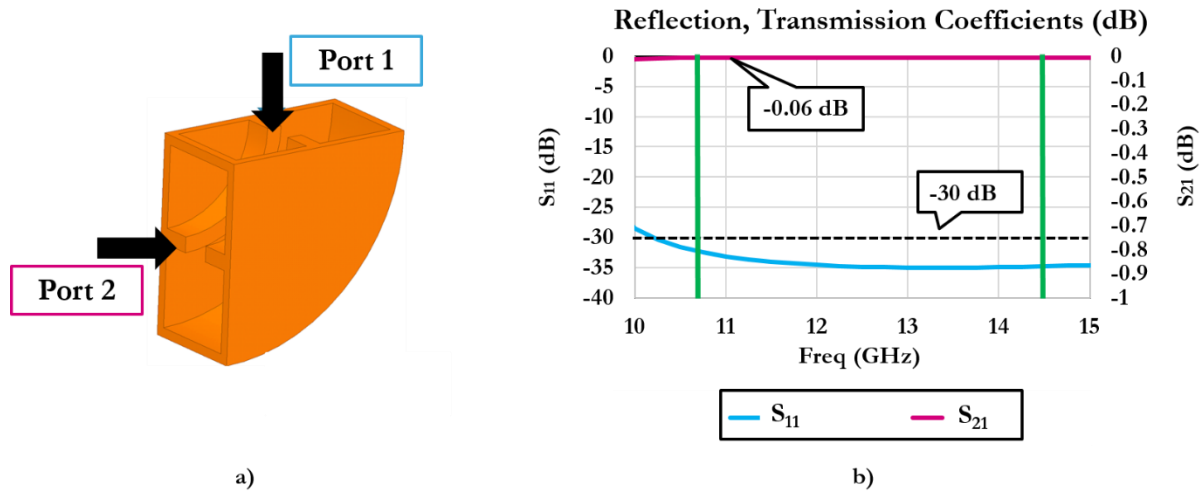 Port 1
Port 2
a)
Reflection, Transmission Coefficients (dB)
0
-5
-10
-15
-20
-25
-30
-35
-40
S11 (dB)
-0.06 dB
-30 dB
0
-0.1
-0.2
-0.3
-0.4
-0.5
-0.6
-0.7
-0.8
-0.9
-1
S21 (dB)
10 11 12 13 14 15
Freq (GHz)
S11 S21
b)